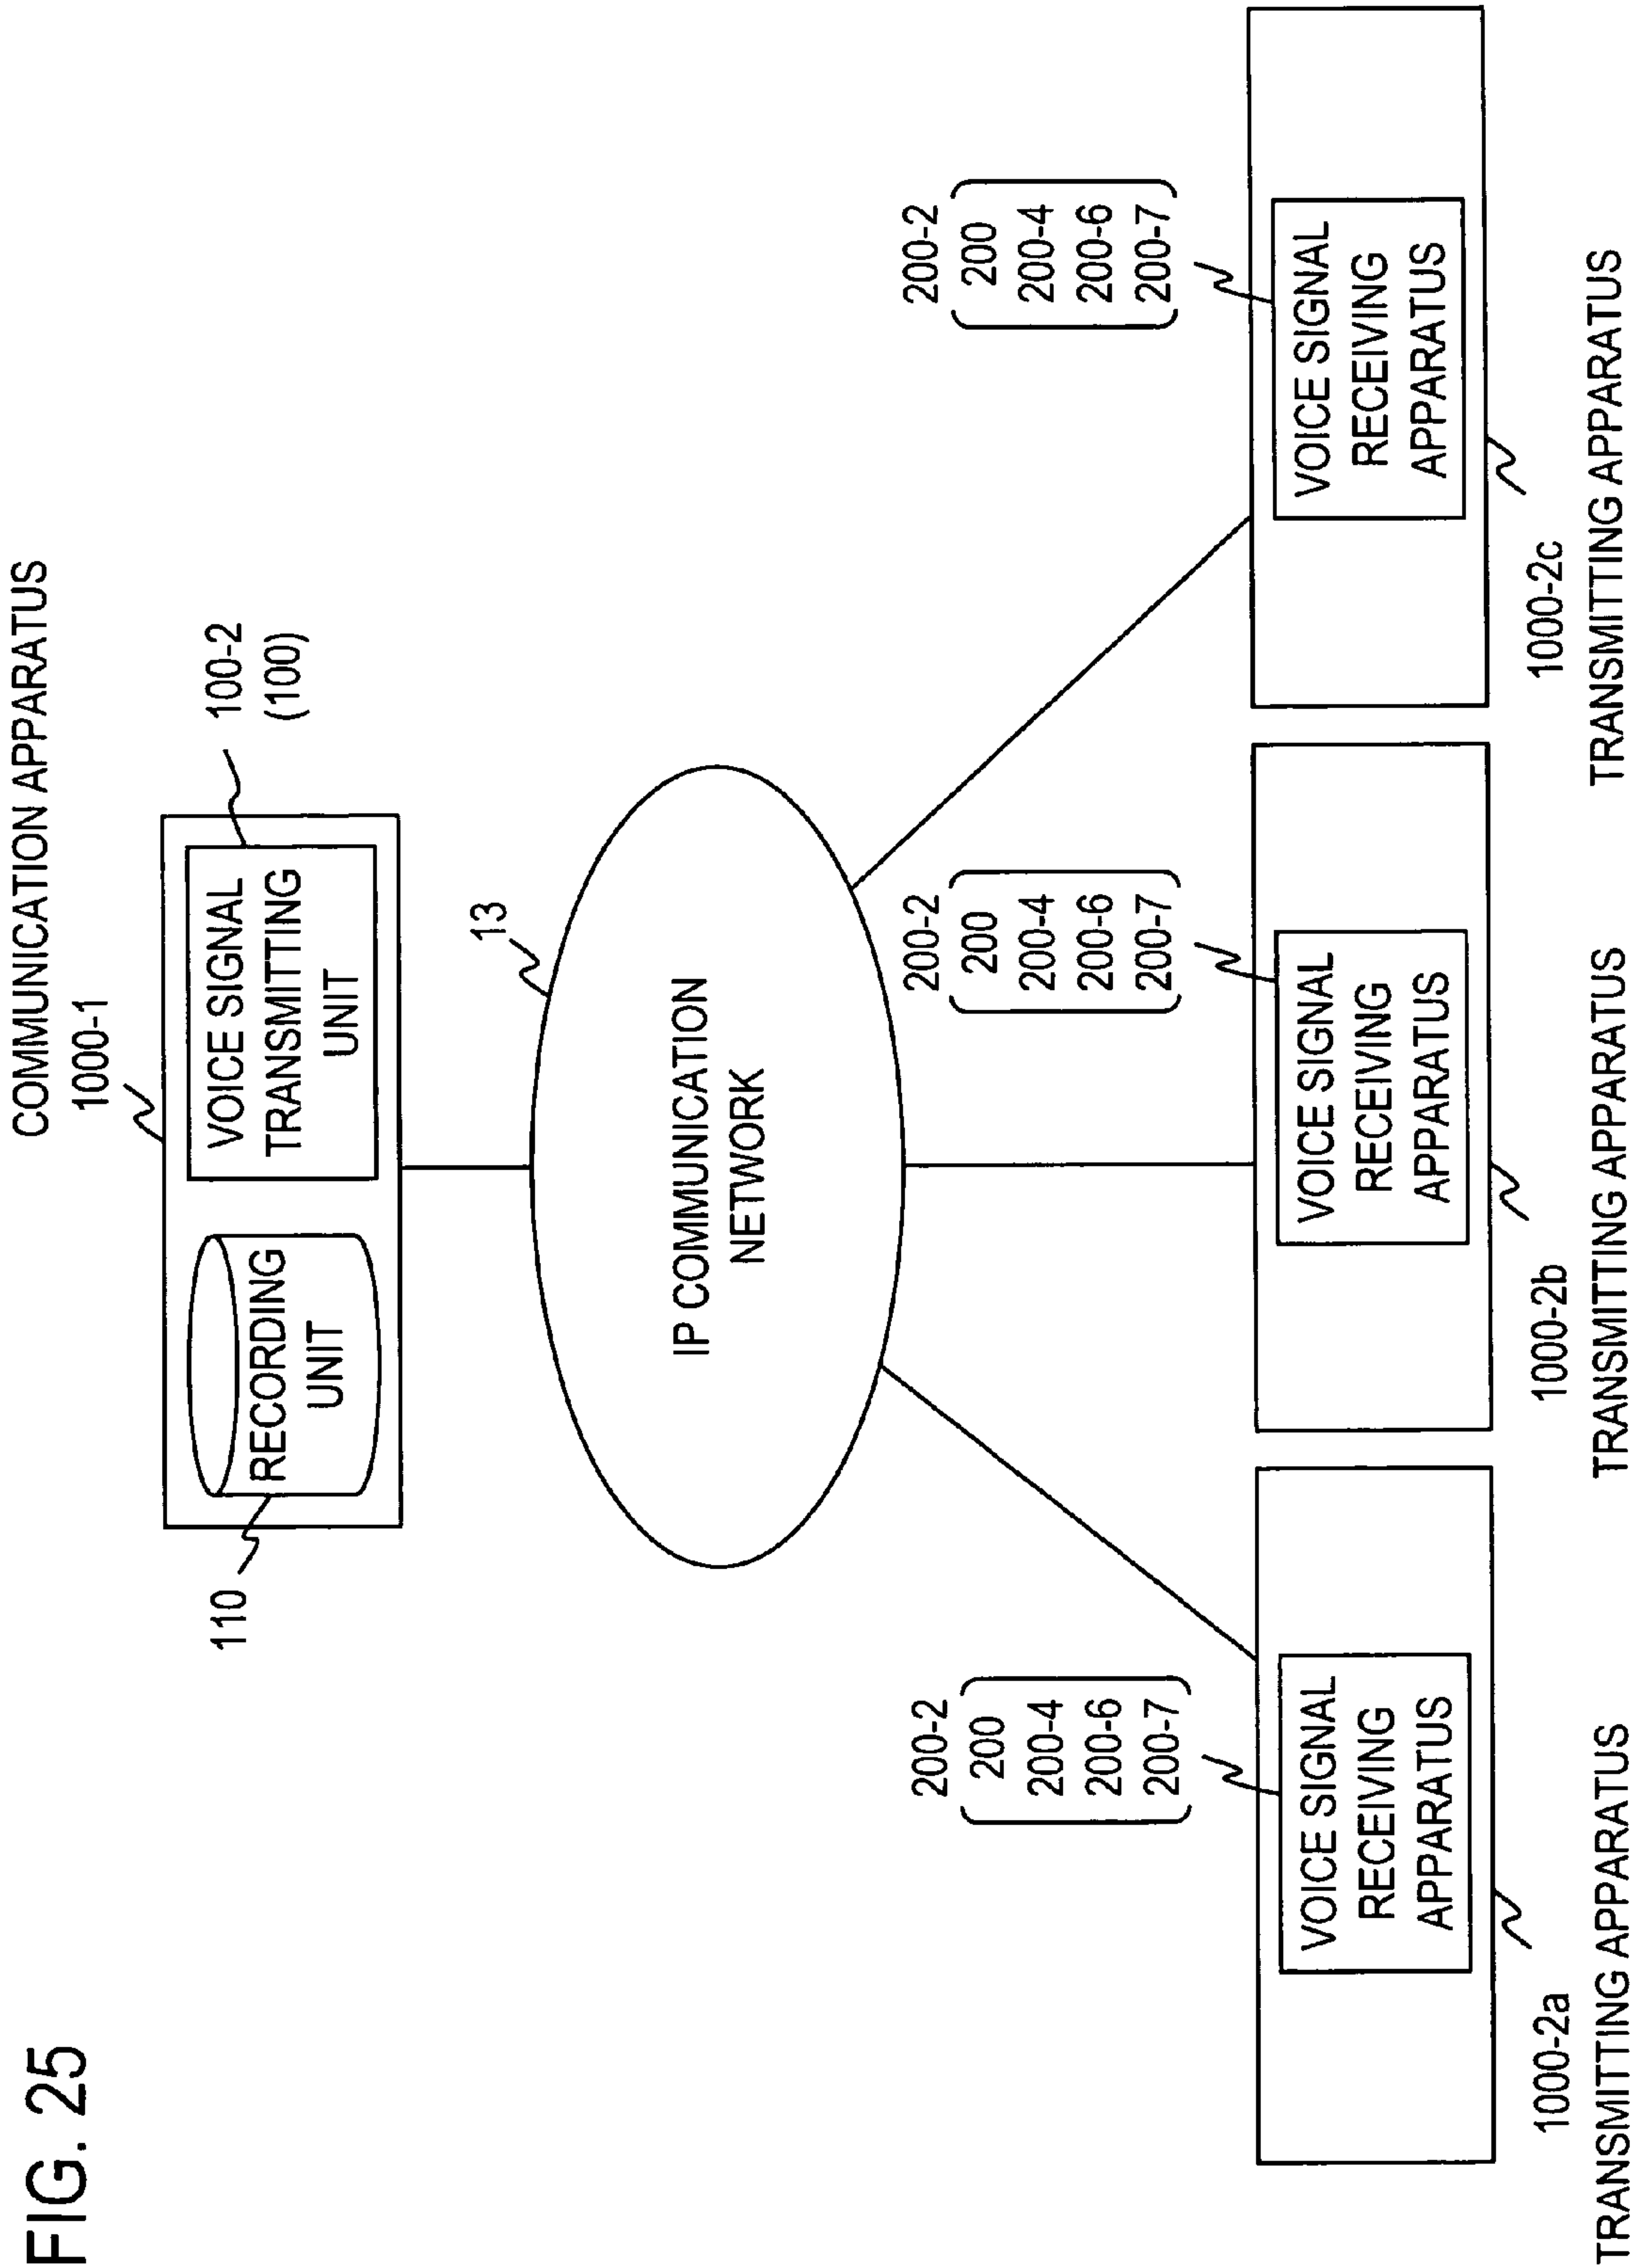 FIG. 25
COMMUNICATION APPARATUS
1000-1
110
RECORDING
UNIT
VOICE SIGNAL
TRANSMITTING
UNIT
100-2
(100)
13
IP COMMUNICATION
NETWORK
200-2
200
200-4
200-6
200-7
VOICE SIGNAL
RECEIVING
APPARATUS
1000-2a
TRANSMITTING APPARATUS
200-2
200
200-4
200-6
200-7
VOICE SIGNAL
RECEIVING
APPARATUS
1000-2b
TRANSMITTING APPARATUS
200-2
200
200-4
200-6
200-7
VOICE SIGNAL
RECEIVING
APPARATUS
1000-2c
TRANSMITTING APPARATUS